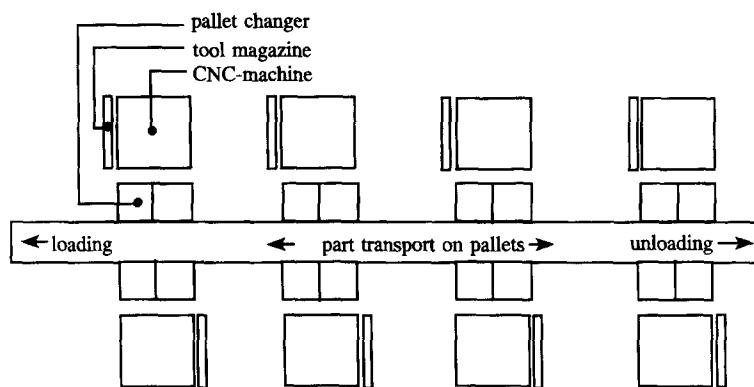 pallet changer
tool magazine
CNC-machine
loading
part transport on pallets
unloading